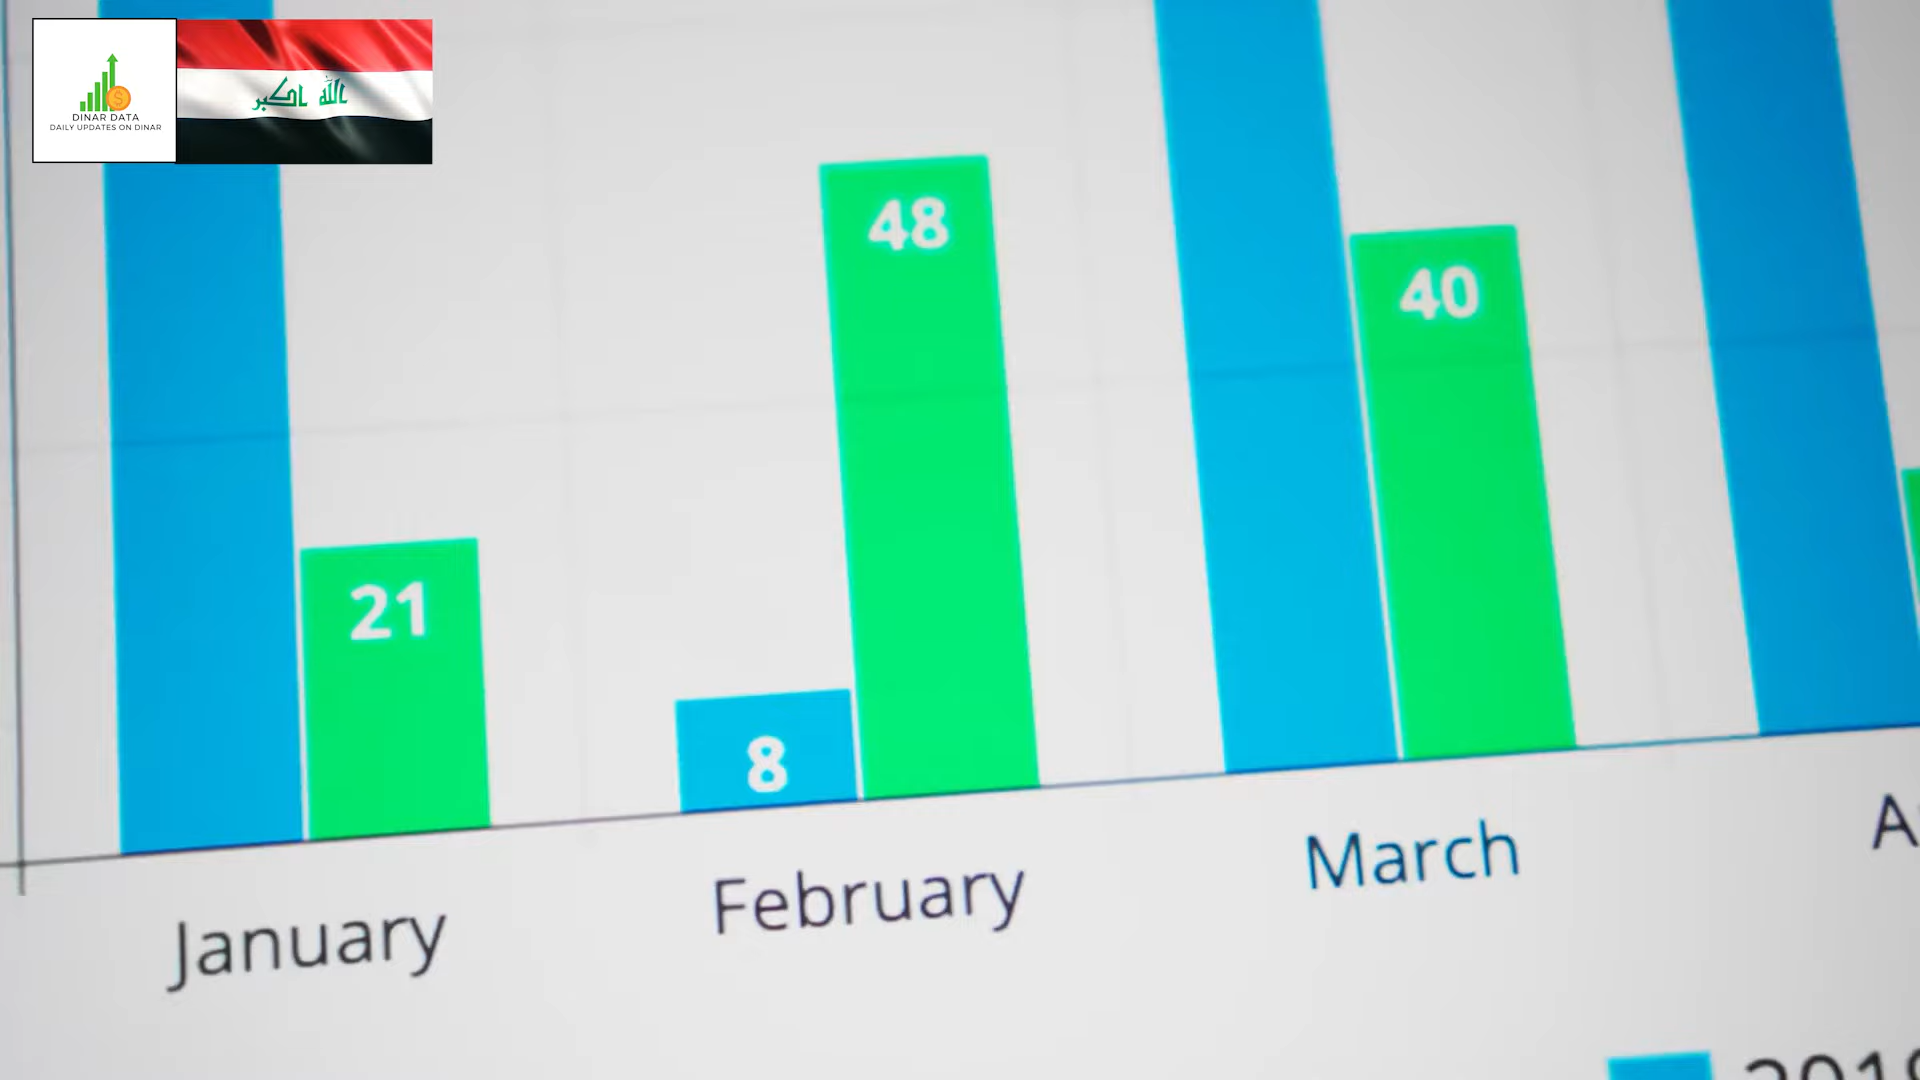 DINAR DATA
DAILY UPDATES ON DINAR
الله اكبر
48
40
21
8
January
February
March